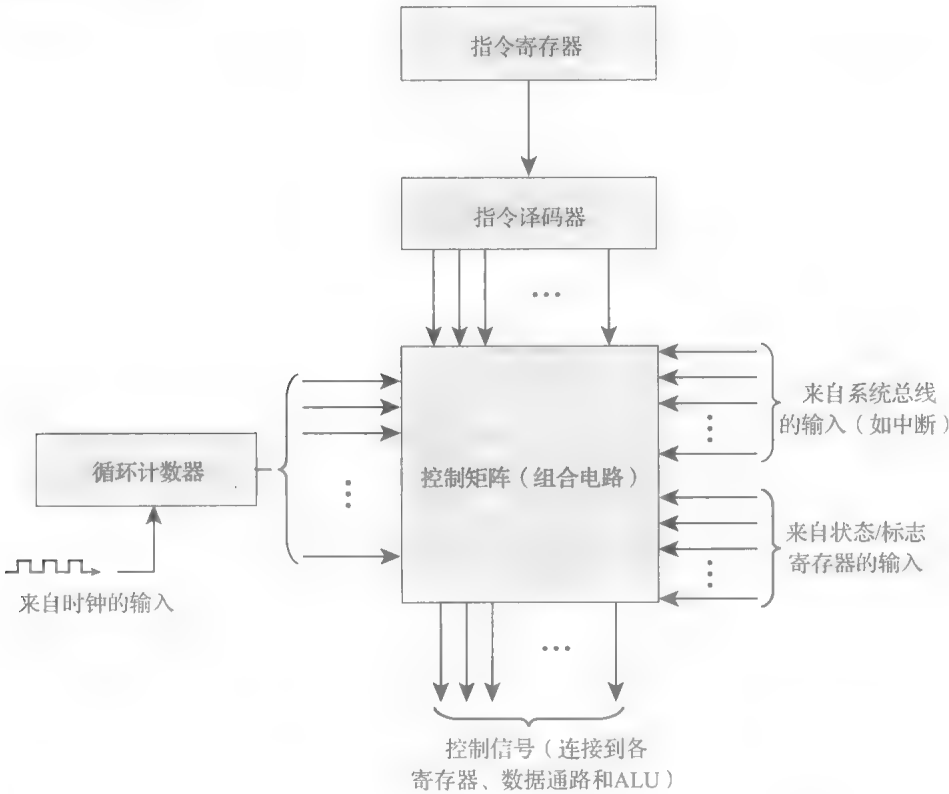 指令寄存器
指令译码器
来自系统总线
的输入（如中断）
循环计数器
控制矩阵（组合电路）
来自状态/标志
寄存器的输入
来自时钟的输入
控制信号（连接到各
寄存器、数据通路和ALU）